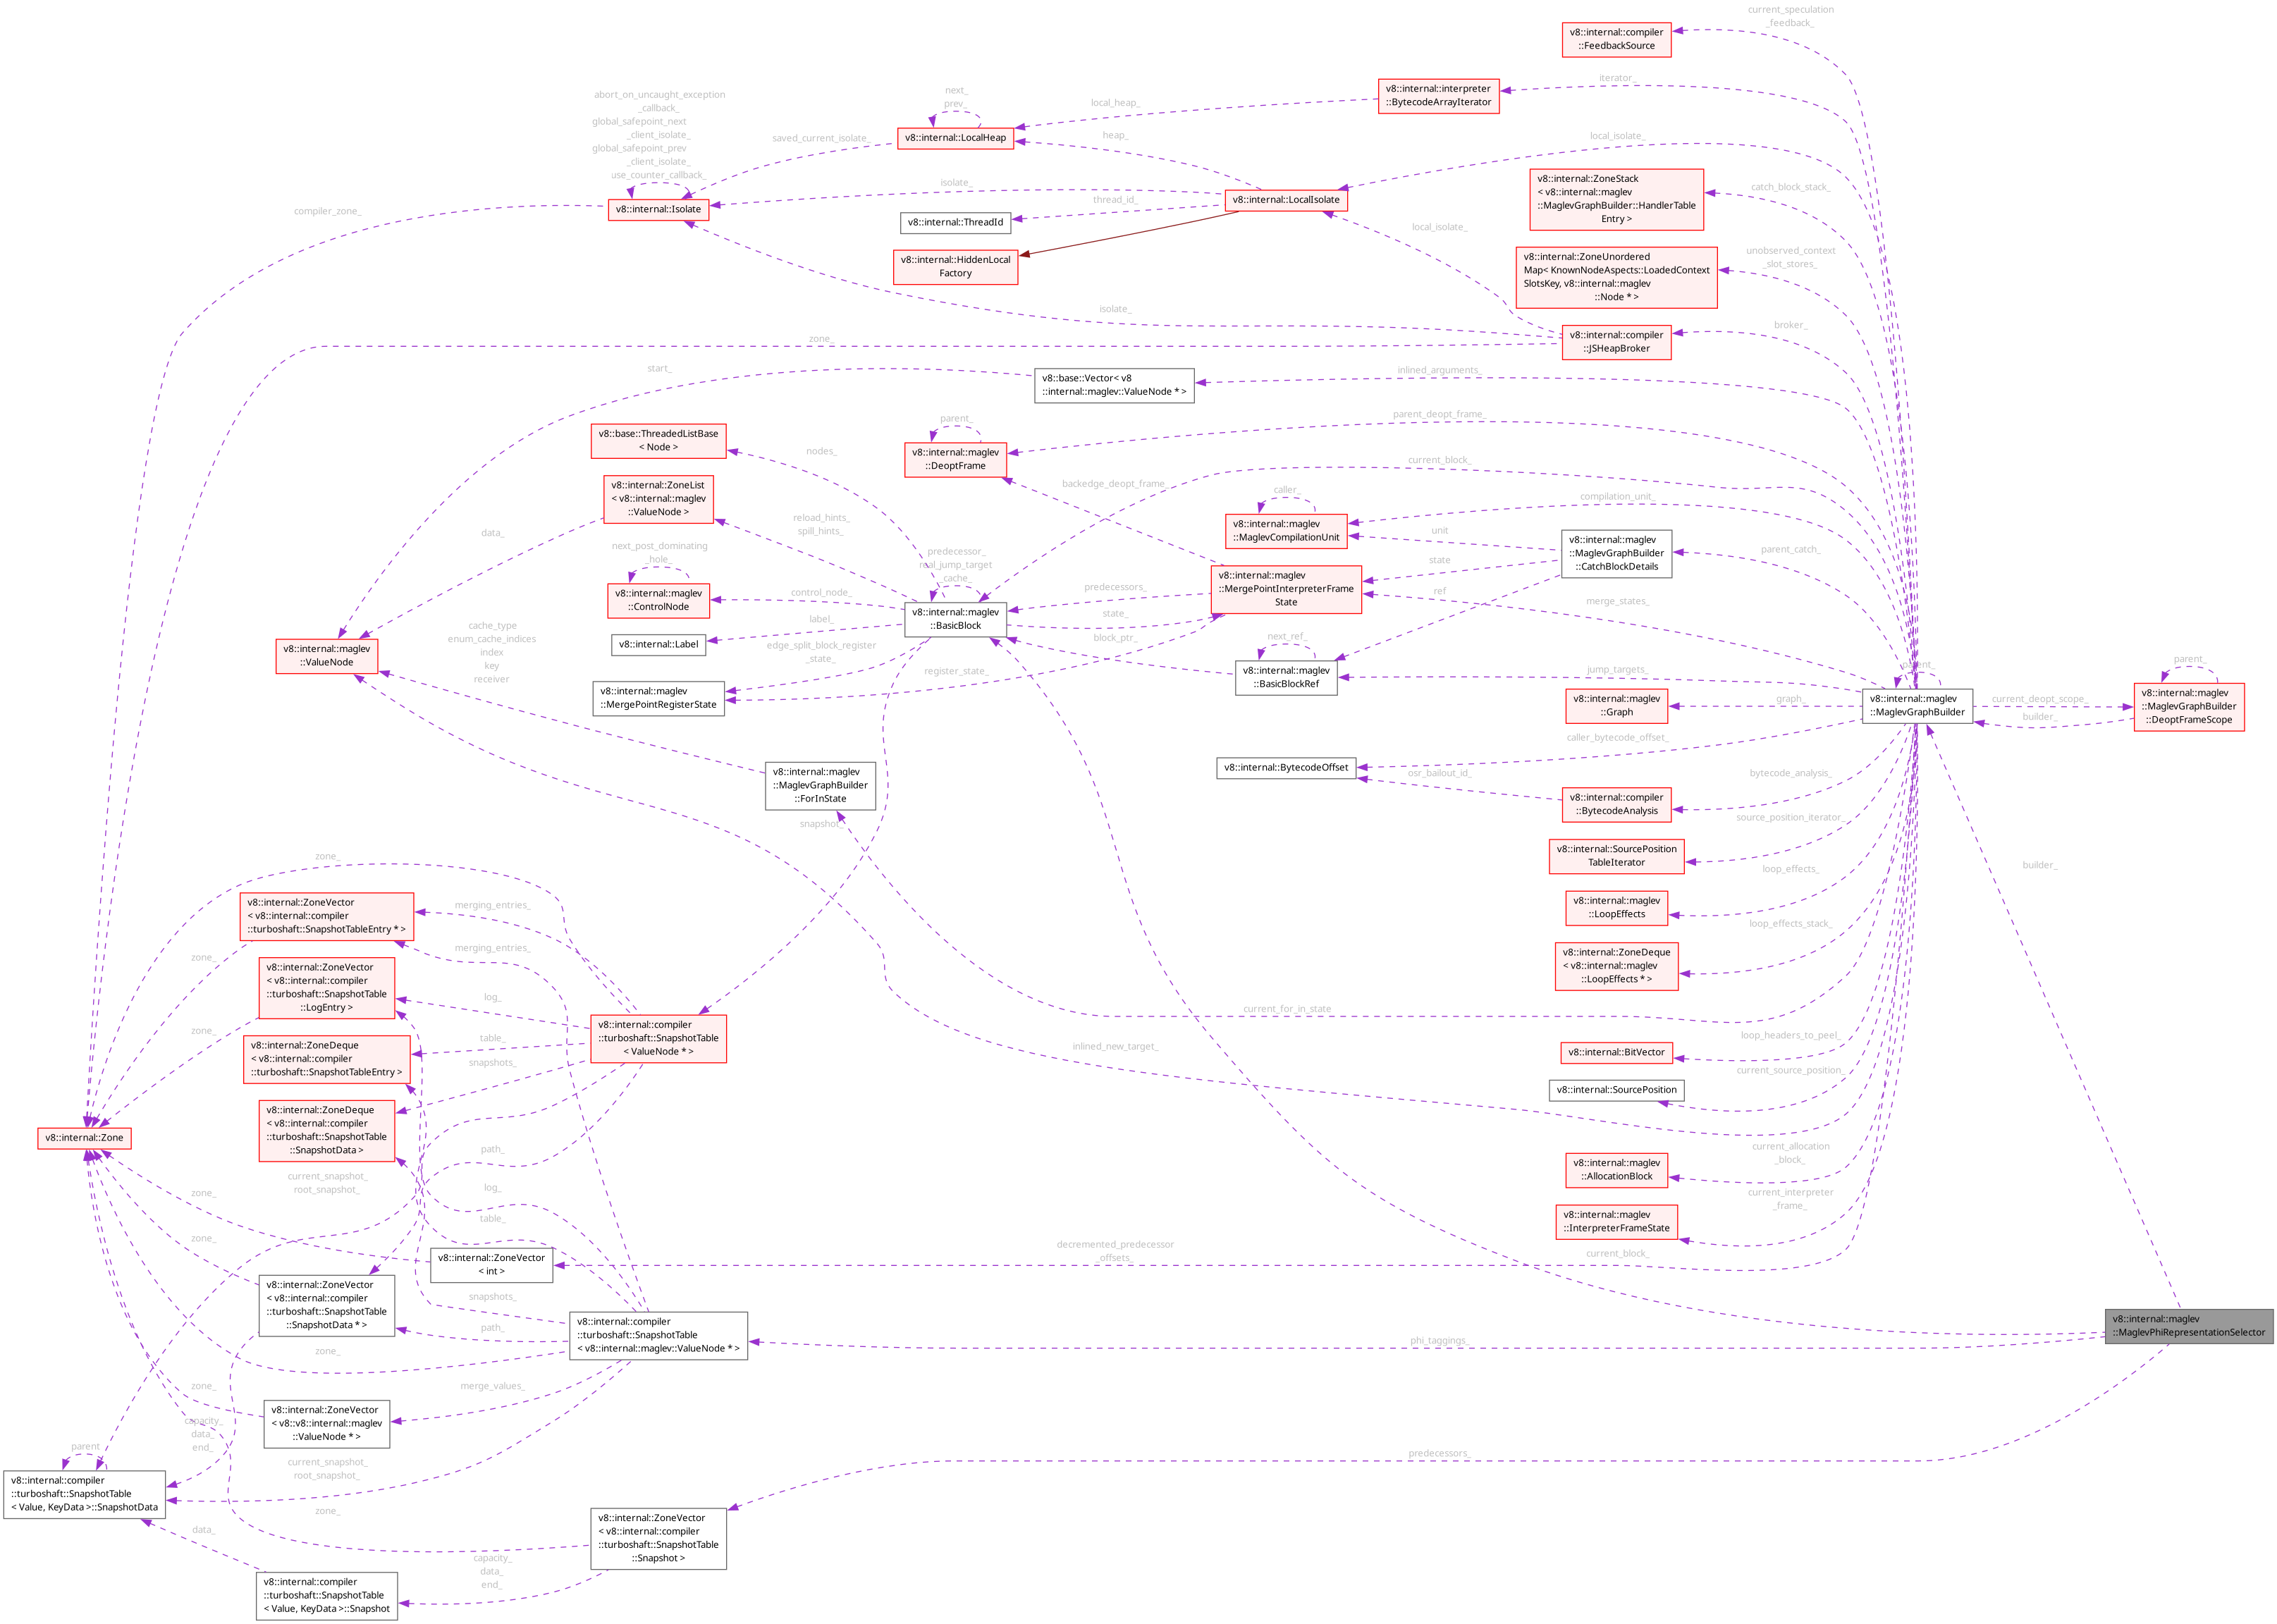 current_speculation
_feedback_
v8::internal::compiler
::FeedbackSource
iterator_
v8::internal::interpreter
::BytecodeArrayIterator
local_heap_
next_
prev_
v8::internal::LocalHeap
abort_on_uncaught_exception
_callback_
global_safepoint_next
_client_isolate_
global_safepoint_prev
_client_isolate_
use_counter_callback_
v8::internal::Isolate
saved_current_isolate_
heap_
local_isolate_
compiler_zone_
isolate_
thread_id_
v8::internal::LocalIsolate
v8::internal::ThreadId
v8::internal::HiddenLocal
Factory
local_isolate_
v8::internal::ZoneStack
< v8::internal::maglev
::MaglevGraphBuilder::HandlerTable
Entry >
catch_block_stack_
v8::internal::ZoneUnordered
Map< KnownNodeAspects::LoadedContext
SlotsKey, v8::internal::maglev
::Node * >
unobserved_context
_slot_stores_
isolate_
zone_
v8::internal::compiler
::JSHeapBroker
broker_
start_
v8::base::Vector< v8
::internal::maglev::ValueNode * >
inlined_arguments_
v8::base::ThreadedListBase
< Node >
nodes_
parent_
v8::internal::maglev
::DeoptFrame
parent_deopt_frame_
current_block_
v8::internal::ZoneList
< v8::internal::maglev
::ValueNode >
data_
reload_hints_
spill_hints_
backedge_deopt_frame_
caller_
v8::internal::maglev
::MaglevCompilationUnit
compilation_unit_
unit
v8::internal::maglev
::MaglevGraphBuilder
::CatchBlockDetails
parent_catch_
next_post_dominating
_hole_
v8::internal::maglev
::ControlNode
control_node_
predecessor_
real_jump_target
_cache_
v8::internal::maglev
::BasicBlock
predecessors_
state_
v8::internal::maglev
::MergePointInterpreterFrame
State
state
ref
merge_states_
label_
v8::internal::Label
v8::internal::maglev
::ValueNode
cache_type
enum_cache_indices
index
key
receiver
edge_split_block_register
_state_
v8::internal::maglev
::MergePointRegisterState
register_state_
block_ptr_
next_ref_
v8::internal::maglev
::BasicBlockRef
jump_targets_
parent_
v8::internal::maglev
::MaglevGraphBuilder
v8::internal::maglev
::Graph
graph_
current_deopt_scope_
builder_
parent_
v8::internal::maglev
::MaglevGraphBuilder
::DeoptFrameScope
caller_bytecode_offset_
v8::internal::BytecodeOffset
osr_bailout_id_
v8::internal::compiler
::BytecodeAnalysis
bytecode_analysis_
v8::internal::maglev
::MaglevGraphBuilder
::ForInState
snapshot_
v8::internal::SourcePosition
TableIterator
source_position_iterator_
v8::internal::maglev
::LoopEffects
loop_effects_
builder_
zone_
v8::internal::ZoneVector
< v8::internal::compiler
::turboshaft::SnapshotTableEntry * >
merging_entries_
merging_entries_
zone_
v8::internal::ZoneDeque
< v8::internal::maglev
::LoopEffects * >
loop_effects_stack_
v8::internal::ZoneVector
< v8::internal::compiler
::turboshaft::SnapshotTable
::LogEntry >
log_
zone_
v8::internal::compiler
::turboshaft::SnapshotTable
< ValueNode * >
current_for_in_state
inlined_new_target_
v8::internal::ZoneDeque
< v8::internal::compiler
::turboshaft::SnapshotTableEntry >
table_
snapshots_
v8::internal::BitVector
loop_headers_to_peel_
v8::internal::SourcePosition
current_source_position_
v8::internal::ZoneDeque
< v8::internal::compiler
::turboshaft::SnapshotTable
::SnapshotData >
v8::internal::Zone
path_
current_snapshot_
root_snapshot_
log_
table_
v8::internal::maglev
::AllocationBlock
current_allocation
_block_
v8::internal::maglev
::InterpreterFrameState
current_interpreter
_frame_
zone_
zone_
v8::internal::ZoneVector
< int >
decremented_predecessor
_offsets_
current_block_
v8::internal::ZoneVector
< v8::internal::compiler
::turboshaft::SnapshotTable
::SnapshotData * >
snapshots_
path_
zone_
v8::internal::compiler
::turboshaft::SnapshotTable
< v8::internal::maglev::ValueNode * >
phi_taggings_
v8::internal::maglev
::MaglevPhiRepresentationSelector
zone_
merge_values_
v8::internal::ZoneVector
< v8::v8::internal::maglev
::ValueNode * >
capacity_
data_
end_
parent
v8::internal::compiler
::turboshaft::SnapshotTable
< Value, KeyData >::SnapshotData
current_snapshot_
root_snapshot_
predecessors_
zone_
v8::internal::ZoneVector
< v8::internal::compiler
::turboshaft::SnapshotTable
::Snapshot >
data_
capacity_
data_
end_
v8::internal::compiler
::turboshaft::SnapshotTable
< Value, KeyData >::Snapshot